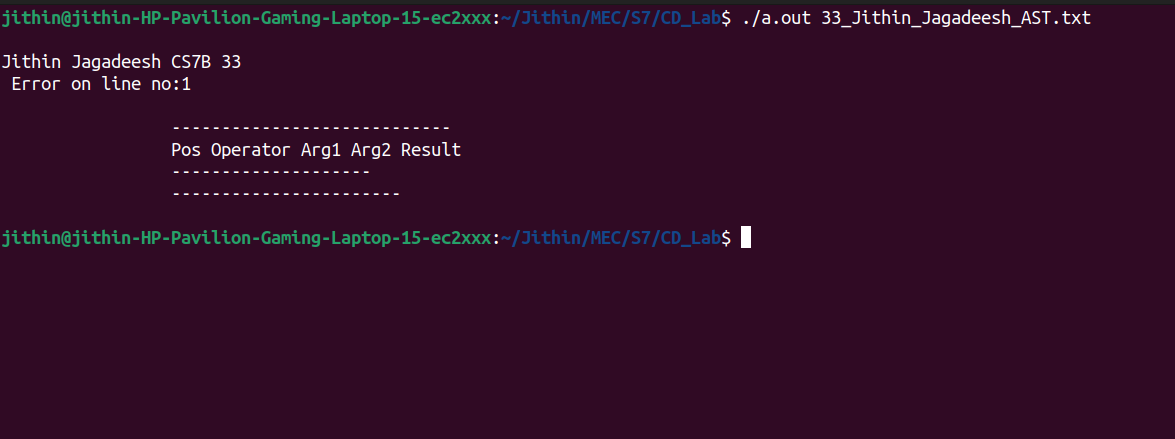 jithin@jithin-HP-Pavilion-Gaming-Laptop-15-ec2xxx:~/Jithin/MEC/S7/CD_Lab$ ./a.out 33_Jithin_Jagadeesh_AST.txt
Jithin Jagadeesh CS7B 33
Error on line no:1
----------------------------
Pos Operator Arg1 Arg2 Result
--------------------
-----------------------
jithin@jithin-HP-Pavilion-Gaming-Laptop-15-ec2xxx:~/Jithin/MEC/S7/CD_Lab$